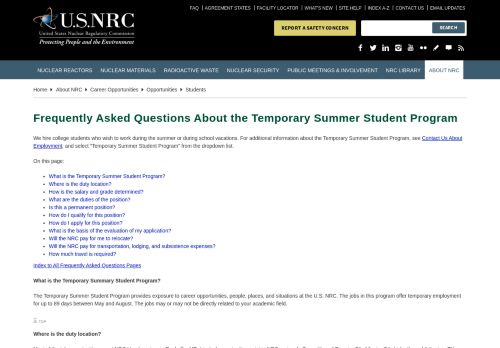 FAQ | AGREEMENT STATES | FACILITY LOCATOR | WHAT'S NEW | SITE HELP | INDEX A-Z | CONTACT US | EMAIL UPDATES
U.S.NRC
United States Nuclear Regulatory Commission
Protecting People and the Environment
REPORT A SAFETY CONCERN
SEARCH
NUCLEAR REACTORS NUCLEAR MATERIALS RADIOACTIVE WASTE NUCLEAR SECURITY PUBLIC MEETINGS & INVOLVEMENT NRC LIBRARY ABOUT NRC
Home About NRC Career Opportunities Opportunities Students
Frequently Asked Questions About the Temporary Summer Student Program
We hire college students who wish to work during the summer or during school vacations. For additional information about the Temporary Summer Student Program, see Contact Us About
Employment, and select "Temporary Summer Student Program" from the dropdown list.
On this page:
What is the Temporary Summer Student Program?
Where is the duty location?
How is the salary and grade determined?
What are the duties of the position?
Is this a permanent position?
How do I qualify for this position?
How do I apply for this position?
What is the basis of the evaluation of my application?
Will the NRC pay for me to relocate?
Will the NRC pay for transportation, lodging, and subsistence expenses?
How much travel is required?
Index to All Frequently Asked Questions Pages
What is the Temporary Summary Student Program?
The Temporary Summer Student Program provides exposure to career opportunities, people, places, and situations at the U.S. NRC. The jobs in this program offer temporary employment
for up to 89 days between May and August. The jobs may or may not be directly related to your academic field.
TOP
Where is the duty location?